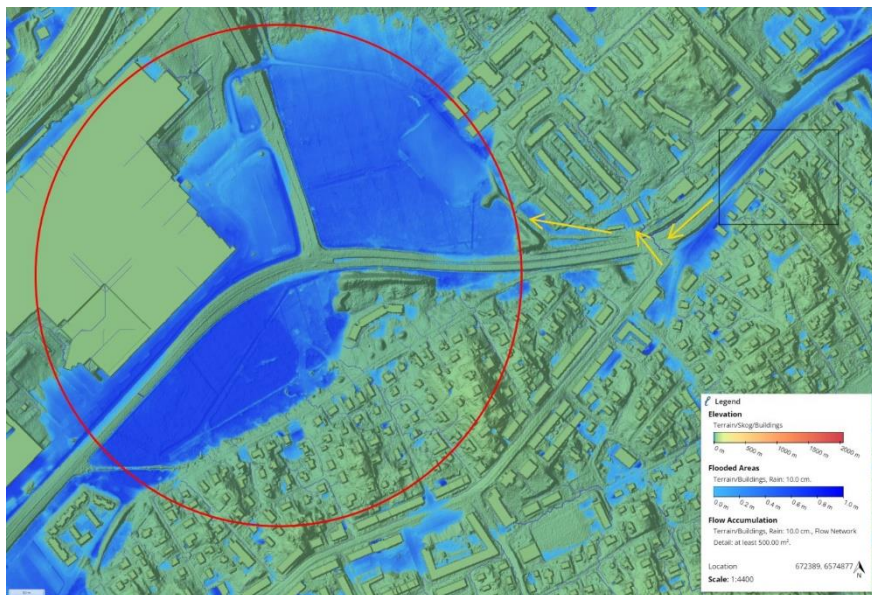 Legend
Elevation
Terrain/Skog/Buildings
0 m 500 m 1000 m 1500 m 2000 m
Flooded Areas
Terrain/Buildings, Rain: 10.0 cm.
0.0 m 0.2 m 0.4 m 0.6 m 0.8 m 1.0 m
Flow Accumulation
Terrain/Buildings, Rain: 10.0 cm., Flow Network
Detail: at least 500.00 m².
Location 672389, 6574877
N
Scale: 1:4400